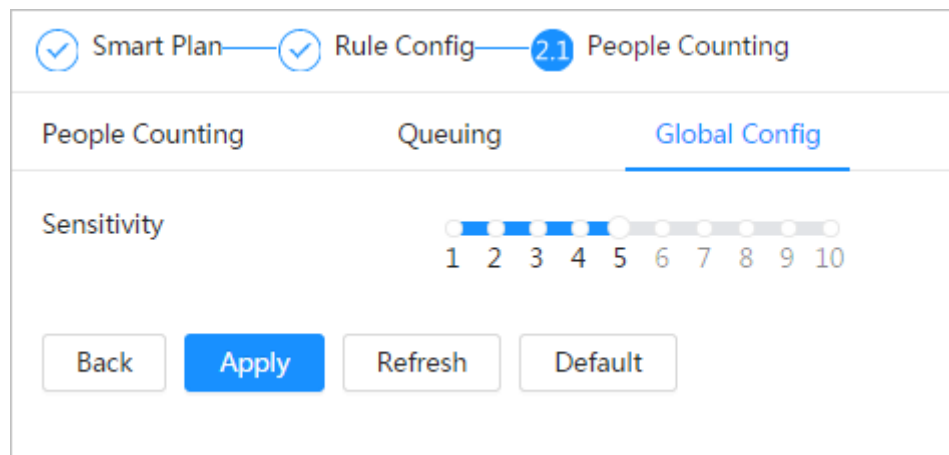 Smart Plan Rule Config 2.1 People Counting
People Counting Queuing Global Config
Sensitivity
1 2 3 4 5 6 7 8 9 10
Back Apply Refresh Default